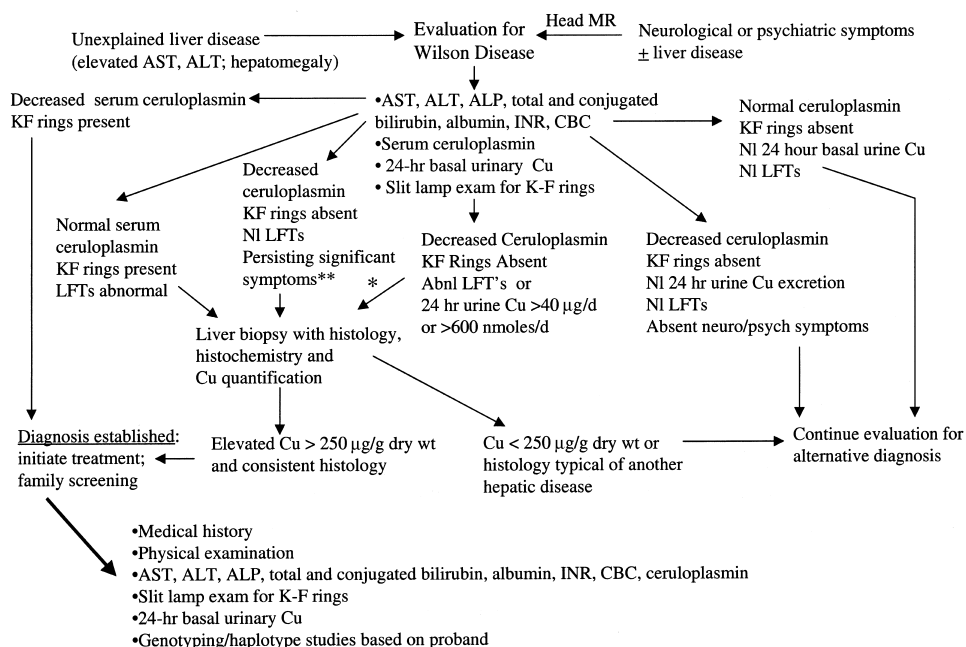 Unexplained liver disease
(elevated AST, ALT; hepatomegaly)
Evaluation for
Wilson Disease
Head MR
Neurological or psychiatric symptoms
± liver disease
Decreased serum ceruloplasmin
KF rings present
•AST, ALT, ALP, total and conjugated
bilirubin, albumin, INR, CBC
•Serum ceruloplasmin
• 24-hr basal urinary Cu
• Slit lamp exam for K-F rings
Normal ceruloplasmin
KF rings absent
Nl 24 hour basal urine Cu
Nl LFTs
Normal serum
ceruloplasmin
KF rings present
LFTs abnormal
Decreased
ceruloplasmin
KF rings absent
Nl LFTs
Persisting significant
symptoms**
*
Decreased Ceruloplasmin
KF Rings Absent
Abnl LFT's or
24 hr urine Cu >40 μg/d
or >600 nmoles/d
Decreased ceruloplasmin
KF rings absent
Nl 24 hr urine Cu excretion
Nl LFTs
Absent neuro/psych symptoms
Liver biopsy with histology,
histochemistry and
Cu quantification
Diagnosis established:
initiate treatment;
family screening
Elevated Cu > 250 μg/g dry wt
and consistent histology
Cu < 250 μg/g dry wt or
histology typical of another
hepatic disease
Continue evaluation for
alternative diagnosis
•Medical history
•Physical examination
•AST, ALT, ALP, total and conjugated bilirubin, albumin, INR, CBC, ceruloplasmin
•Slit lamp exam for K-F rings
•24-hr basal urinary Cu
•Genotyping/haplotype studies based on proband